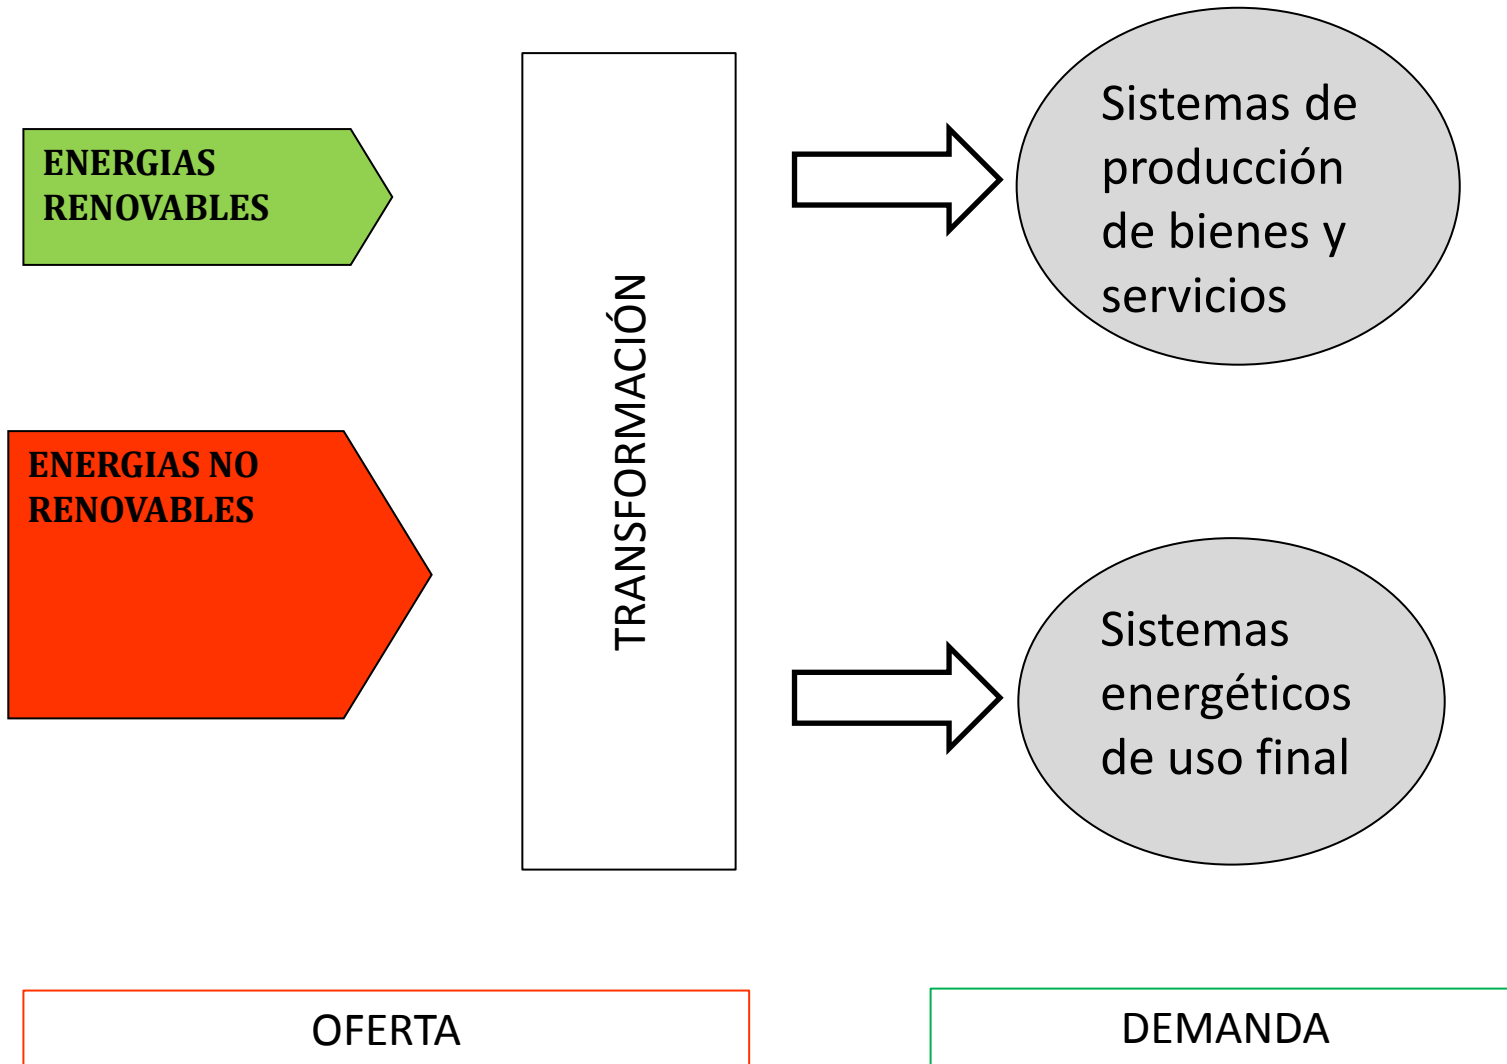 ENERGIAS
RENOVABLES
ENERGIAS NO
RENOVABLES
TRANSFORMACIÓN
Sistemas de
producción
de bienes y
servicios
Sistemas
energéticos
de uso final
OFERTA
DEMANDA